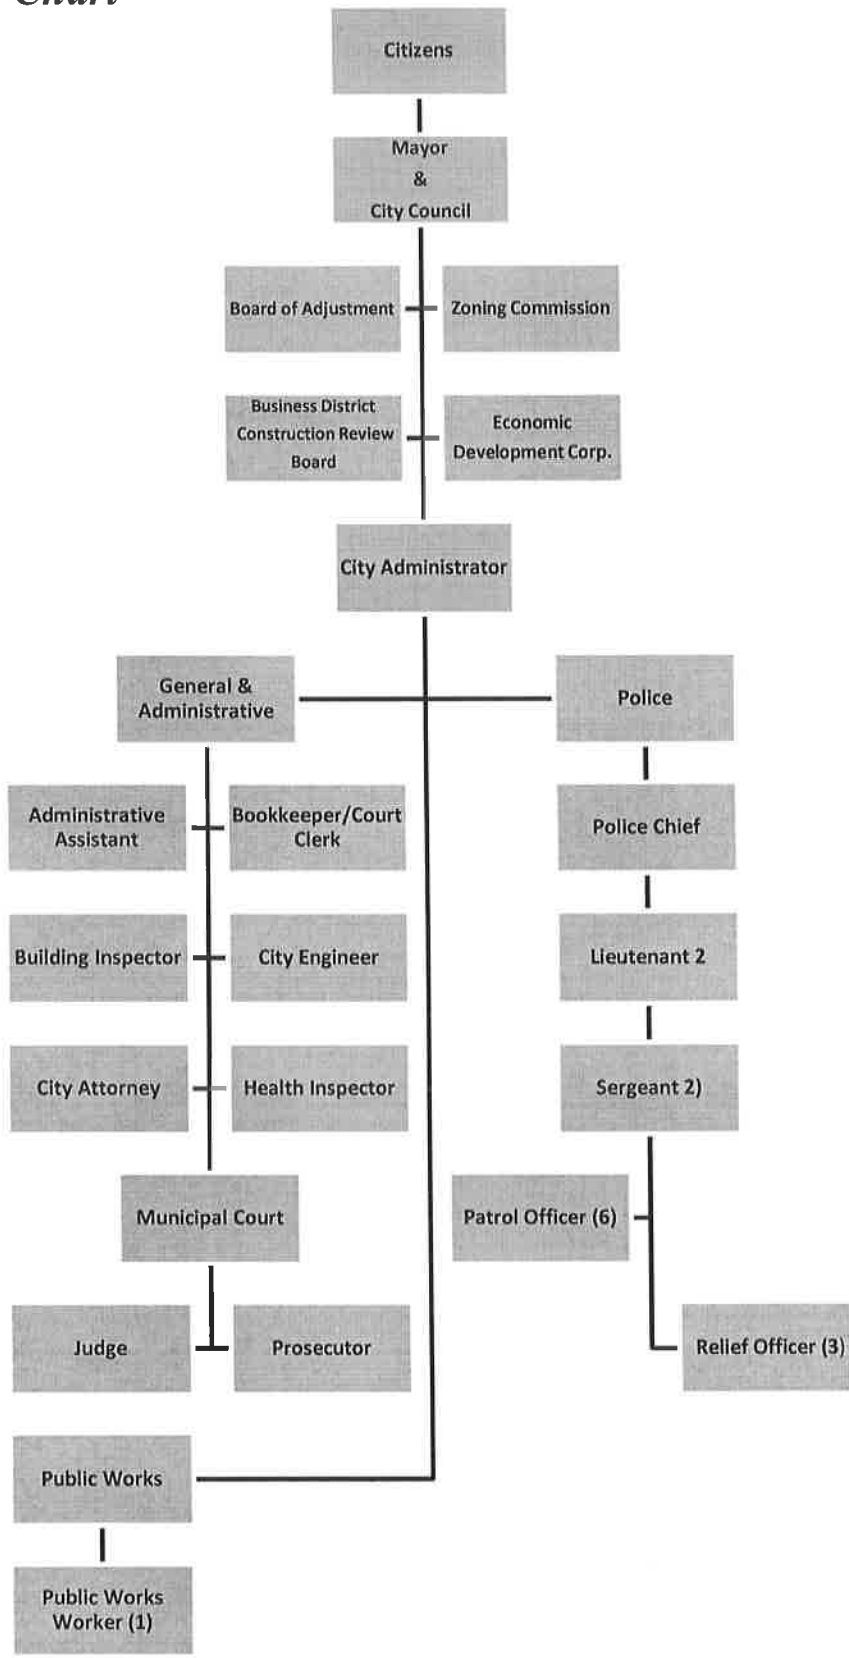 Citizens
Mayor
&
City Council
Board of Adjustment
Zoning Commission
Business District
Construction Review
Board
Economic
Development Corp.
City Administrator
General &
Administrative
Police
Administrative
Assistant
Bookkeeper/Court
Clerk
Police Chief
Building Inspector
City Engineer
Lieutenant 2
City Attorney
Health Inspector
Sergeant 2)
Municipal Court
Patrol Officer (6)
Judge
Prosecutor
Relief Officer (3)
Public Works
Public Works
Worker (1)